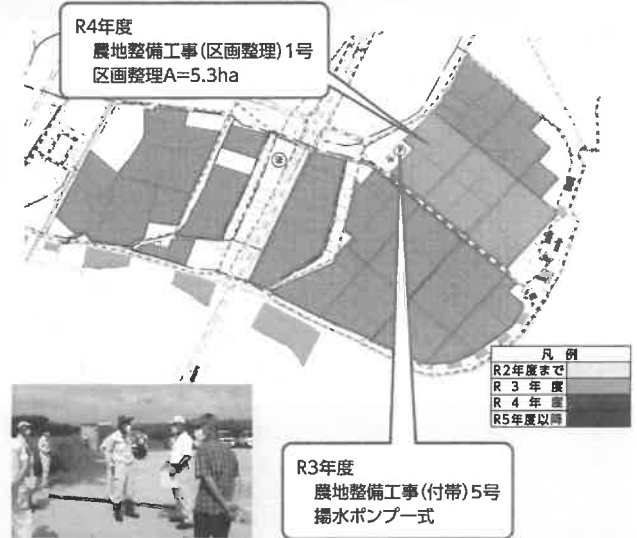 R4年度
農地整備工事(区画整理)1号
区画整理A=5.3ha
凡 例
R2年度まで
R 3 年 度
R 4 年 度
R5年度以降
R3年度
農地整備工事(付帯)5号
揚水ポンプ一式